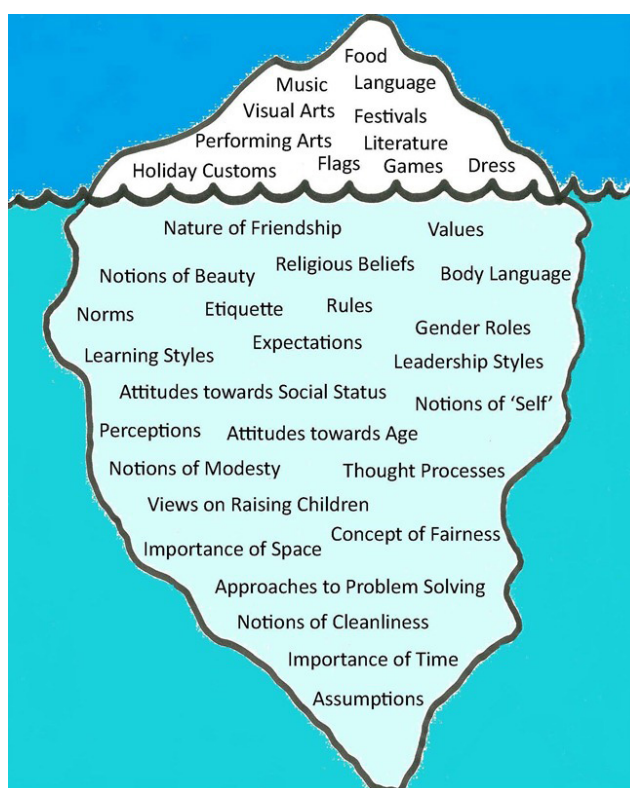 Food
Music Language
Visual Arts Festivals
Performing Arts Literature
Holiday Customs Flags Games Dress
Nature of Friendship Values
Notions of Beauty Religious Beliefs Body Language
Norms Etiquette Rules
Expectations Gender Roles
Learning Styles Leadership Styles
Attitudes towards Social Status Notions of ‘Self’
Perceptions Attitudes towards Age
Notions of Modesty Thought Processes
Views on Raising Children
Importance of Space Concept of Fairness
Approaches to Problem Solving
Notions of Cleanliness
Importance of Time
Assumptions